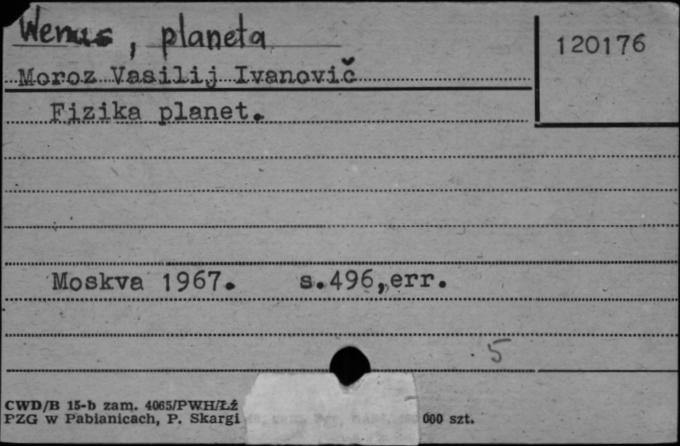 Wenus, planeta
120176
Moroz Vasilij Ivanovič
Fizika planet.
Moskva 1967. s.496,err.
5
CWD/B 15-b zam. 4065/PWH/Łż
PZG w Pabianicach, P. Skargi 000 szt.